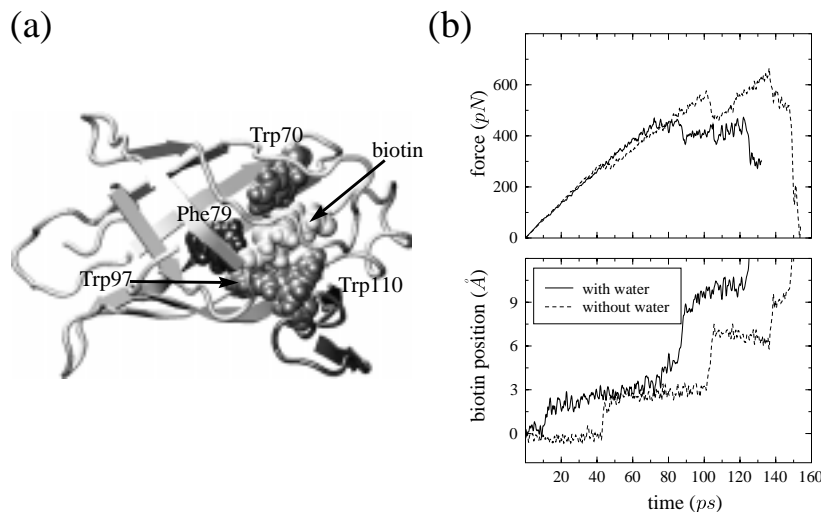 (a)
Trp70
biotin
Phe79
Trp97
Trp110
(b)
force (pN)
600
400
200
0
biotin position (Å)
9
6
3
0
with water
without water
20 40 60 80 100 120 140 160
time (ps)